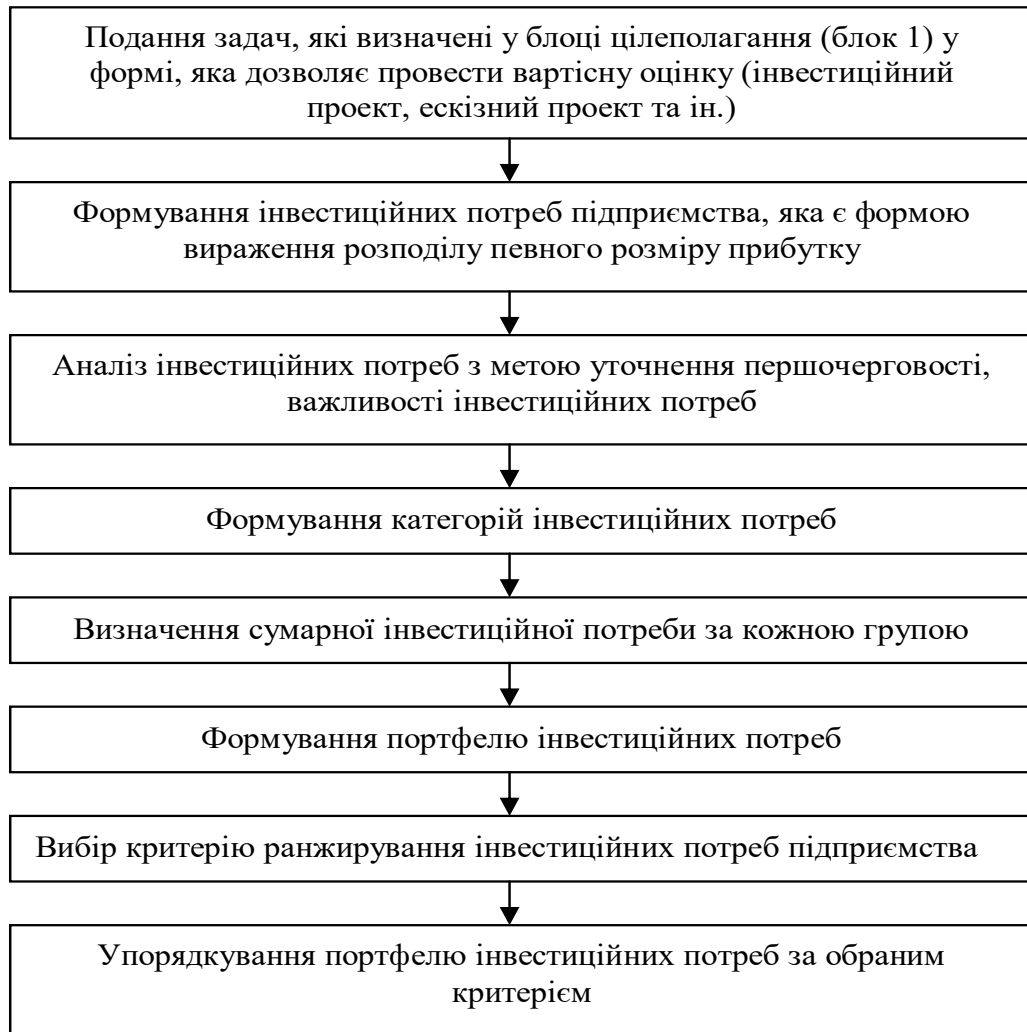 Подання задач, які визначені у блоці цілеполагання (блок 1) у
формі, яка дозволяє провести вартісну оцінку (інвестиційний
проект, ескізний проект та ін.)
Формування інвестиційних потреб підприємства, яка є формою
вираження розподілу певного розміру прибутку
Аналіз інвестиційних потреб з метою уточнення першочерговості,
важливості інвестиційних потреб
Формування категорій інвестиційних потреб
Визначення сумарної інвестиційної потреби за кожною групою
Формування портфелю інвестиційних потреб
Вибір критерію ранжирування інвестиційних потреб підприємства
Упорядкування портфелю інвестиційних потреб за обраним
критерієм